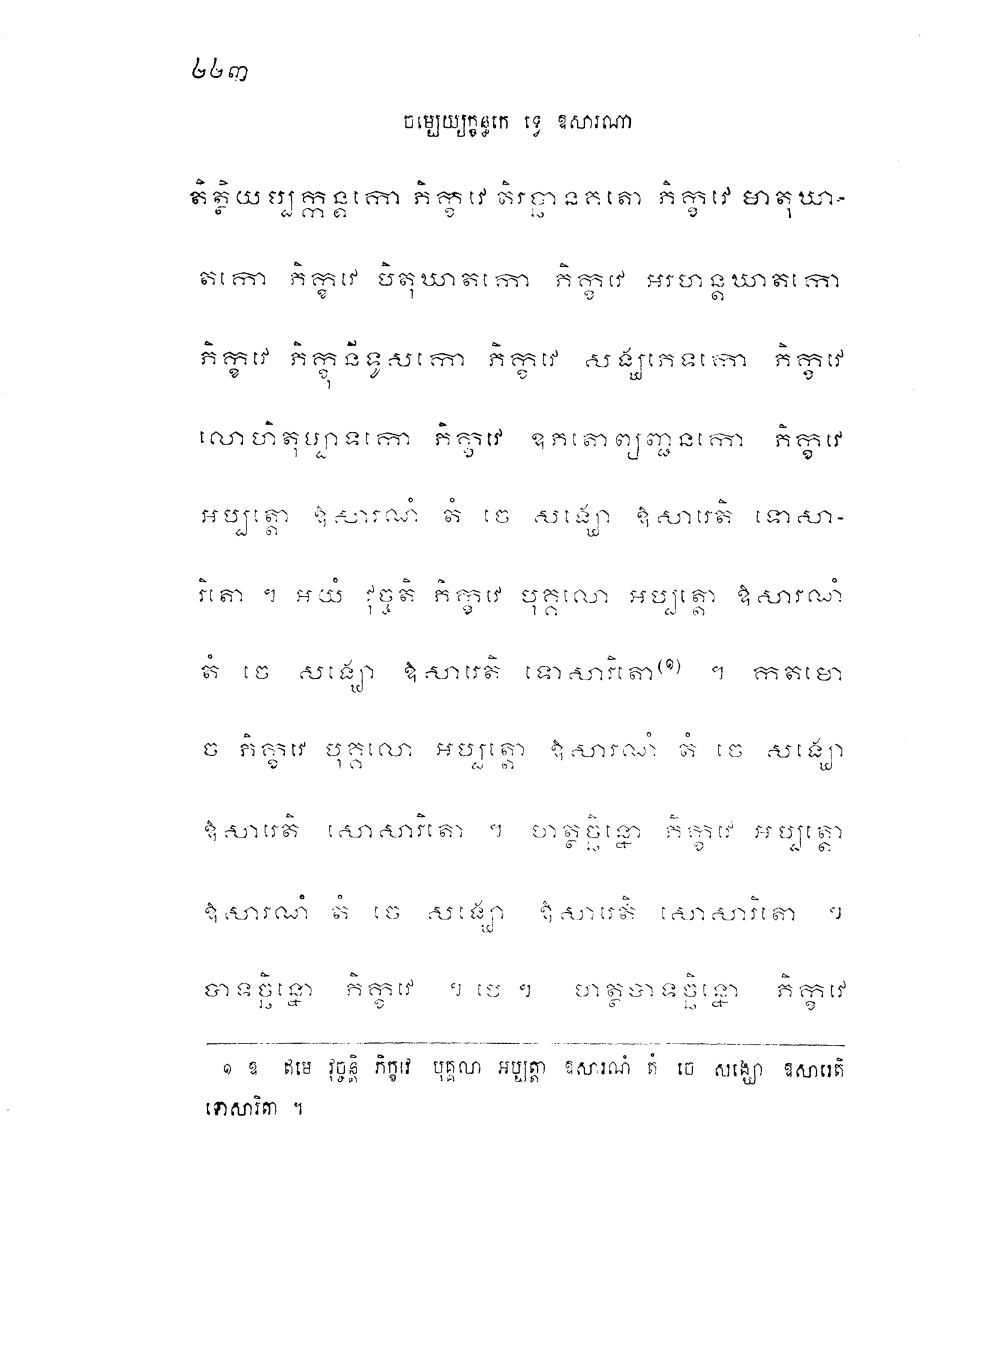 ៤៤៣
ចម្បេយ្យក្ខន្ធកេ ទ្វេ ឱសារណា
តិត្ថិយប្បក្កន្តកោ ភិក្ខវេ តិរច្ឆានគតោ ភិក្ខវេ មាតុឃា-
តកោ ភិក្ខវេ បិតុឃាតកោ ភិក្ខវេ អរហន្តឃាតកោ
ភិក្ខវេ ភិក្ខុនីទូសកោ ភិក្ខវេ សង្ឃភេទកោ ភិក្ខវេ
លោហិតុប្បាទកោ ភិក្ខវេ ឧភតោព្យញ្ជនកោ ភិក្ខវេ
អប្បត្តោ ឱសារណំ តំ ចេ សង្ឃោ ឱសារេតិ ទោសា-
រិតោ ។ អយំ វុច្ចតិ ភិក្ខវេ បុគ្គលោ អប្បត្តោ ឱសារណំ
តំ ចេ សង្ឃោ ឱសារេតិ ទោសារិតោ(១) ។ កតមោ
ច ភិក្ខវេ បុគ្គលោ អប្បត្តោ ឱសារណំ តំ ចេ សង្ឃោ
ឱសារេតិ សោសារិតោ ។ ហត្ថច្ឆិន្នោ ភិក្ខវេ អប្បត្តោ
ឱសារណំ តំ ចេ សង្ឃោ ឱសារេតិ សោសារិតោ ។
បាទច្ឆិន្នោ ភិក្ខវេ ។ បេ ។ ហត្ថបាទច្ឆិន្នោ ភិក្ខវេ
១ ឱ ឥមេ វុច្ចន្តិ ភិក្ខវេ បុគ្គលា អប្បត្តា ឱសារណំ តំ ចេ សង្ឃោ ឱសារេតិ
ទោសារិតា ។